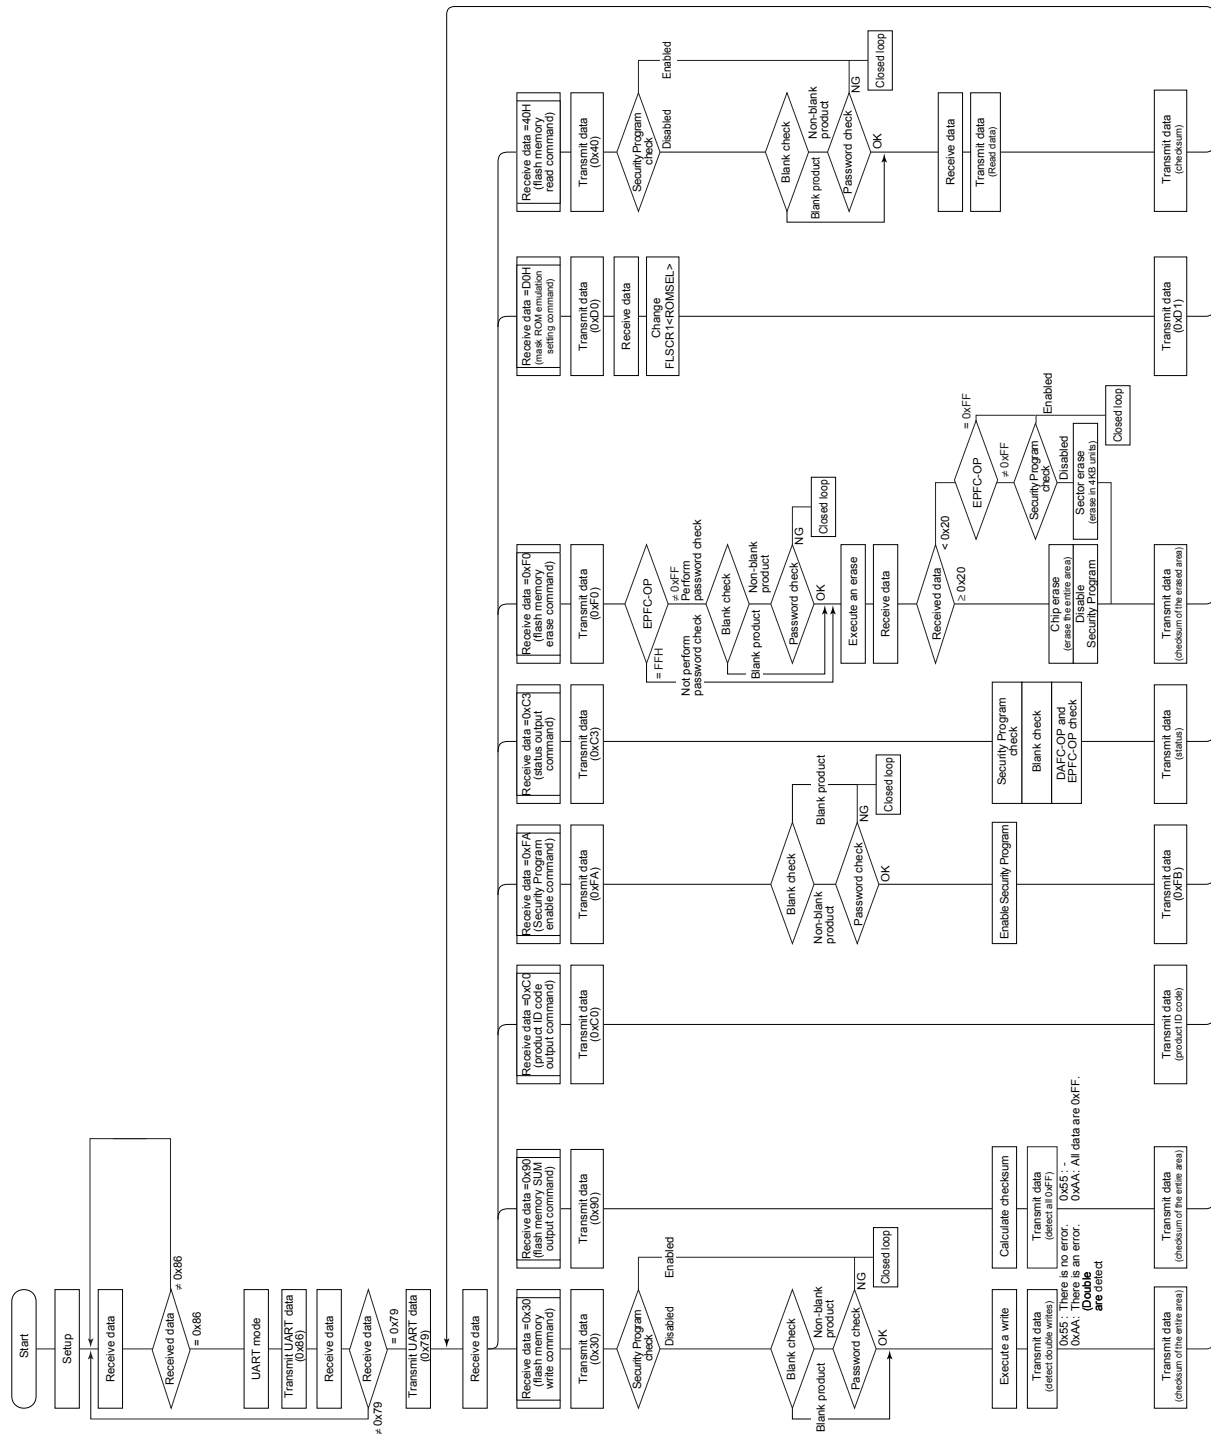 Start
Setup
Receive data
Received data
≠ 0x86
= 0x86
UART mode
Transmit UART data
(0x86)
Receive data
Received data
≠ 0x79
= 0x79
Transmit UART data
(0x79)
Receive data
Receive data =0x30
(flash memory
write command)
Transmit data
(0x30)
Security Program
check
Enabled
Disabled
Blank check
Non-blank
product
Blank product
Password check
NG
OK
Closed loop
Execute a write
Transmit data
(detect double writes)
0x55 : There is no error.
0xAA: There is an error.
(Double
are detect
Transmit data
(checksum of the entire area)
Receive data =0x90
(flash memory SUM
output command)
Transmit data
(0x90)
Calculate checksum
Transmit data
(detect all 0xFF)
0x55 : -
0xAA: All data are 0xFF.
Transmit data
(checksum of the entire area)
Receive data =0xC0
(product ID code
output command)
Transmit data
(0xC0)
Transmit data
(product ID code)
Receive data =0xFA
(Security Program
enable command)
Transmit data
(0xFA)
Blank check
Blank product
Non-blank
product
Password check
NG
OK
Closed loop
Enable Security Program
Transmit data
(0xFB)
Receive data =0xC3
(status output
command)
Transmit data
(0xC3)
Security Program
check
Blank check
DAFC-OP and
EPFC-OP check
Transmit data
(status)
Receive data =0xF0
(flash memory
erase command)
Transmit data
(0xF0)
EPFC-OP
= FFH
Not perform
password check
≠ 0xFF
Perform
password check
Blank check
Non-blank
product
Blank product
Password check
NG
OK
Closed loop
Execute an erase
Receive data
Received data
< 0x20
≥ 0x20
EPFC-OP
= 0xFF
≠ 0xFF
Security Program
check
Enabled
Disabled
Closed loop
Sector erase
(erase in 4KB units)
Chip erase
(erase the entire area)
Disable
Security Program
Transmit data
(checksum of the erased area)
Receive data =D0H
(mask ROM emulation
setting command)
Transmit data
(0xD0)
Receive data
Change
FLSCR1<ROMSEL>
Transmit data
(0xD1)
Receive data =40H
(flash memory
read command)
Transmit data
(0x40)
Security Program
check
Enabled
Disabled
Blank check
Non-blank
product
Blank product
Password check
NG
OK
Closed loop
Receive data
Transmit data
(Read data)
Transmit data
(checksum)